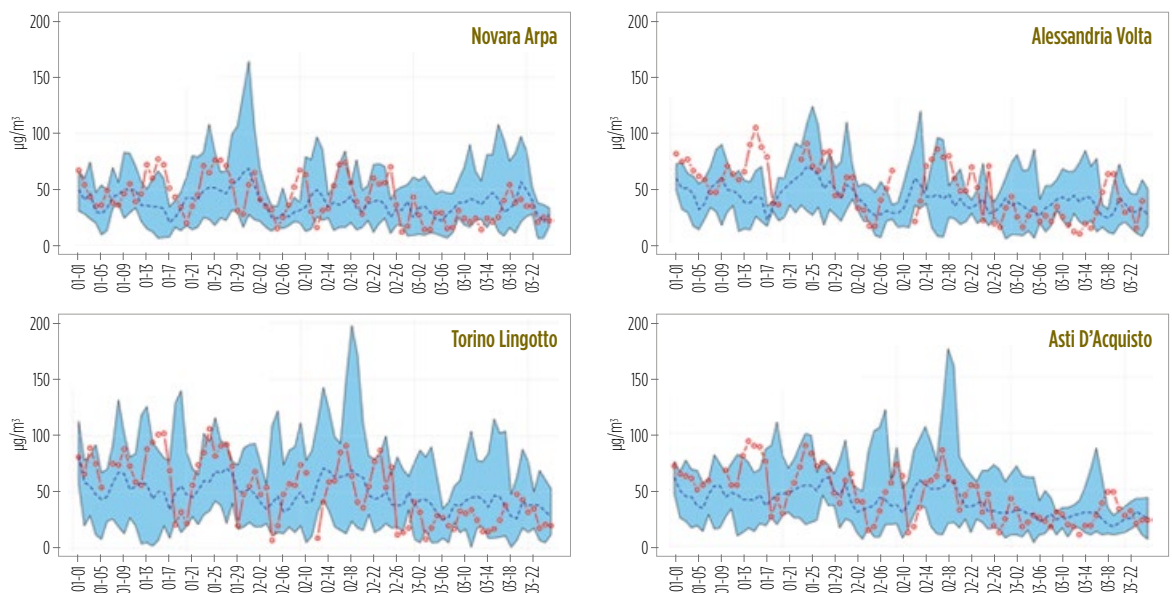 Novara Arpa
µg/m³
200
150
100
50
0
01-01 01-05 01-09 01-13 01-17 01-21 01-25 01-29 02-02 02-06 02-10 02-14 02-18 02-22 02-26 03-02 03-06 03-10 03-14 03-18 03-22
Alessandria Volta
µg/m³
200
150
100
50
0
01-01 01-05 01-09 01-13 01-17 01-21 01-25 01-29 02-02 02-06 02-10 02-14 02-18 02-22 02-26 03-02 03-06 03-10 03-14 03-18 03-22
Torino Lingotto
µg/m³
200
150
100
50
0
01-01 01-05 01-09 01-13 01-17 01-21 01-25 01-29 02-02 02-06 02-10 02-14 02-18 02-22 02-26 03-02 03-06 03-10 03-14 03-18 03-22
Asti D’Acquisto
µg/m³
200
150
100
50
0
01-01 01-05 01-09 01-13 01-17 01-21 01-25 01-29 02-02 02-06 02-10 02-14 02-18 02-22 02-26 03-02 03-06 03-10 03-14 03-18 03-22